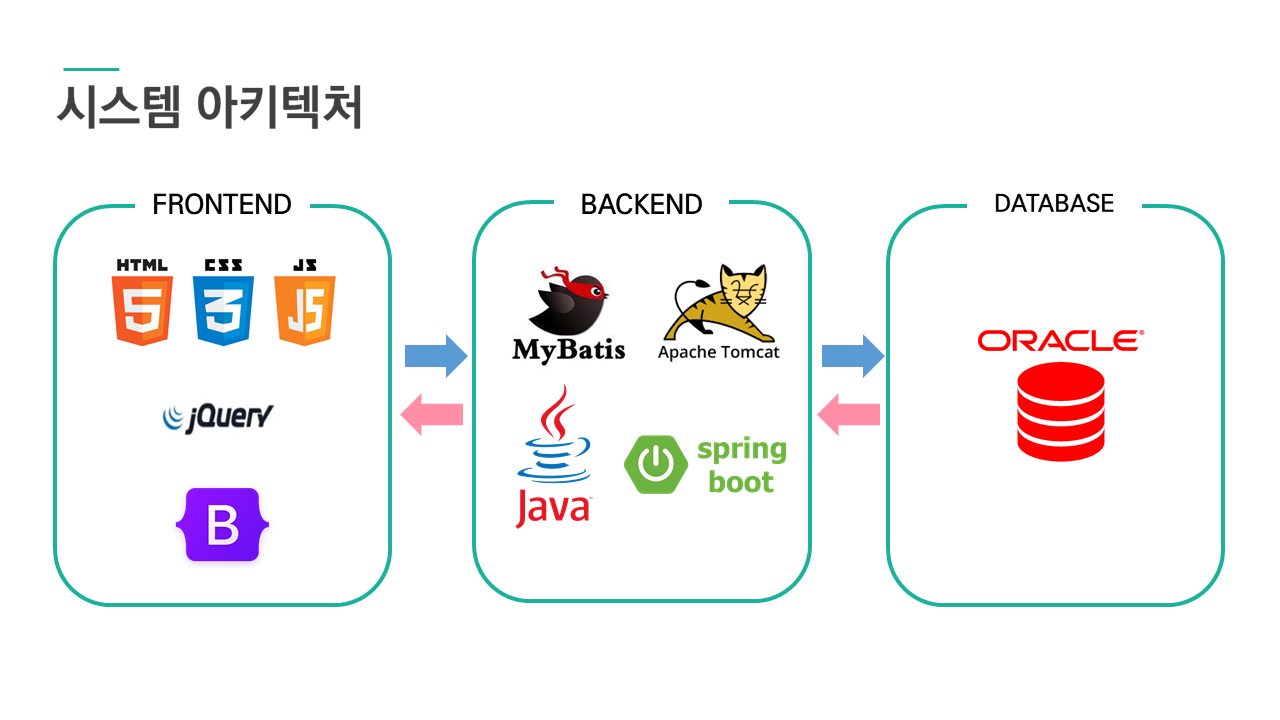 시스템 아키텍처
FRONTEND
HTML
5
CSS
3
JS
JS
jQuery
B
BACKEND
MyBatis
Apache Tomcat
Java™
spring
boot
DATABASE
ORACLE®